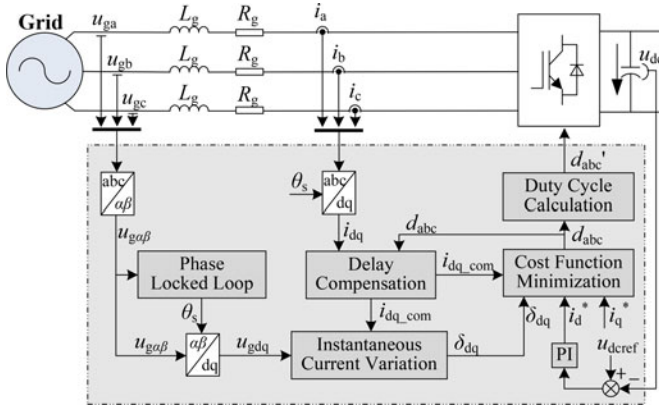 Grid
u_ga
L_g
R_g
i_a
u_gb
L_g
R_g
i_b
u_gc
L_g
R_g
i_c
u_dc
abc
αβ
θ_s
abc
dq
d_abc'
Duty Cycle
Calculation
u_gαβ
i_dq
d_abc
d_abc
Phase
Locked Loop
Delay
Compensation
i_dq_com
Cost Function
Minimization
θ_s
i_dq_com
δ_dq
i_d*
i_q*
u_gαβ
αβ
dq
u_gdq
Instantaneous
Current Variation
δ_dq
PI
u_dcref
+
−